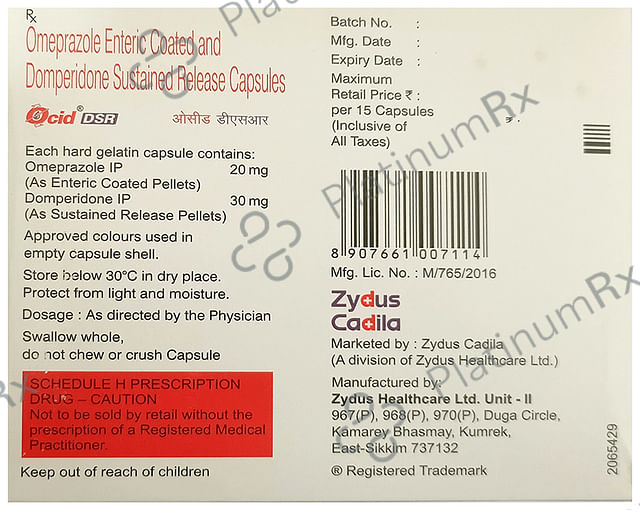 Rx
Omeprazole Enteric Coated and
Domperidone Sustained Release Capsules
Ocid® DSR ओसीड डीएसआर
Each hard gelatin capsule contains:
Omeprazole IP 20 mg
(As Enteric Coated Pellets)
Domperidone IP 30 mg
(As Sustained Release Pellets)
Approved colours used in
empty capsule shell.
Store below 30°C in dry place.
Protect from light and moisture.
Dosage : As directed by the Physician
Swallow whole,
do not chew or crush Capsule
SCHEDULE H PRESCRIPTION
DRUG – CAUTION
Not to be sold by retail without the
prescription of a Registered Medical
Practitioner.
Keep out of reach of children
Batch No. :
Mfg. Date :
Expiry Date :
Maximum
Retail Price ₹ :
per 15 Capsules
(Inclusive of
All Taxes)
₹.
8 907661 007114
Mfg. Lic. No. : M/765/2016
Zydus
Cadila
Marketed by : Zydus Cadila
(A division of Zydus Healthcare Ltd.)
Manufactured by:
Zydus Healthcare Ltd. Unit - II
967(P), 968(P), 970(P), Duga Circle,
Kamarey Bhasmay, Kumrek,
East-Sikkim 737132
® Registered Trademark
2065429
PlatinumRx
PlatinumRx
PlatinumRx
Rx